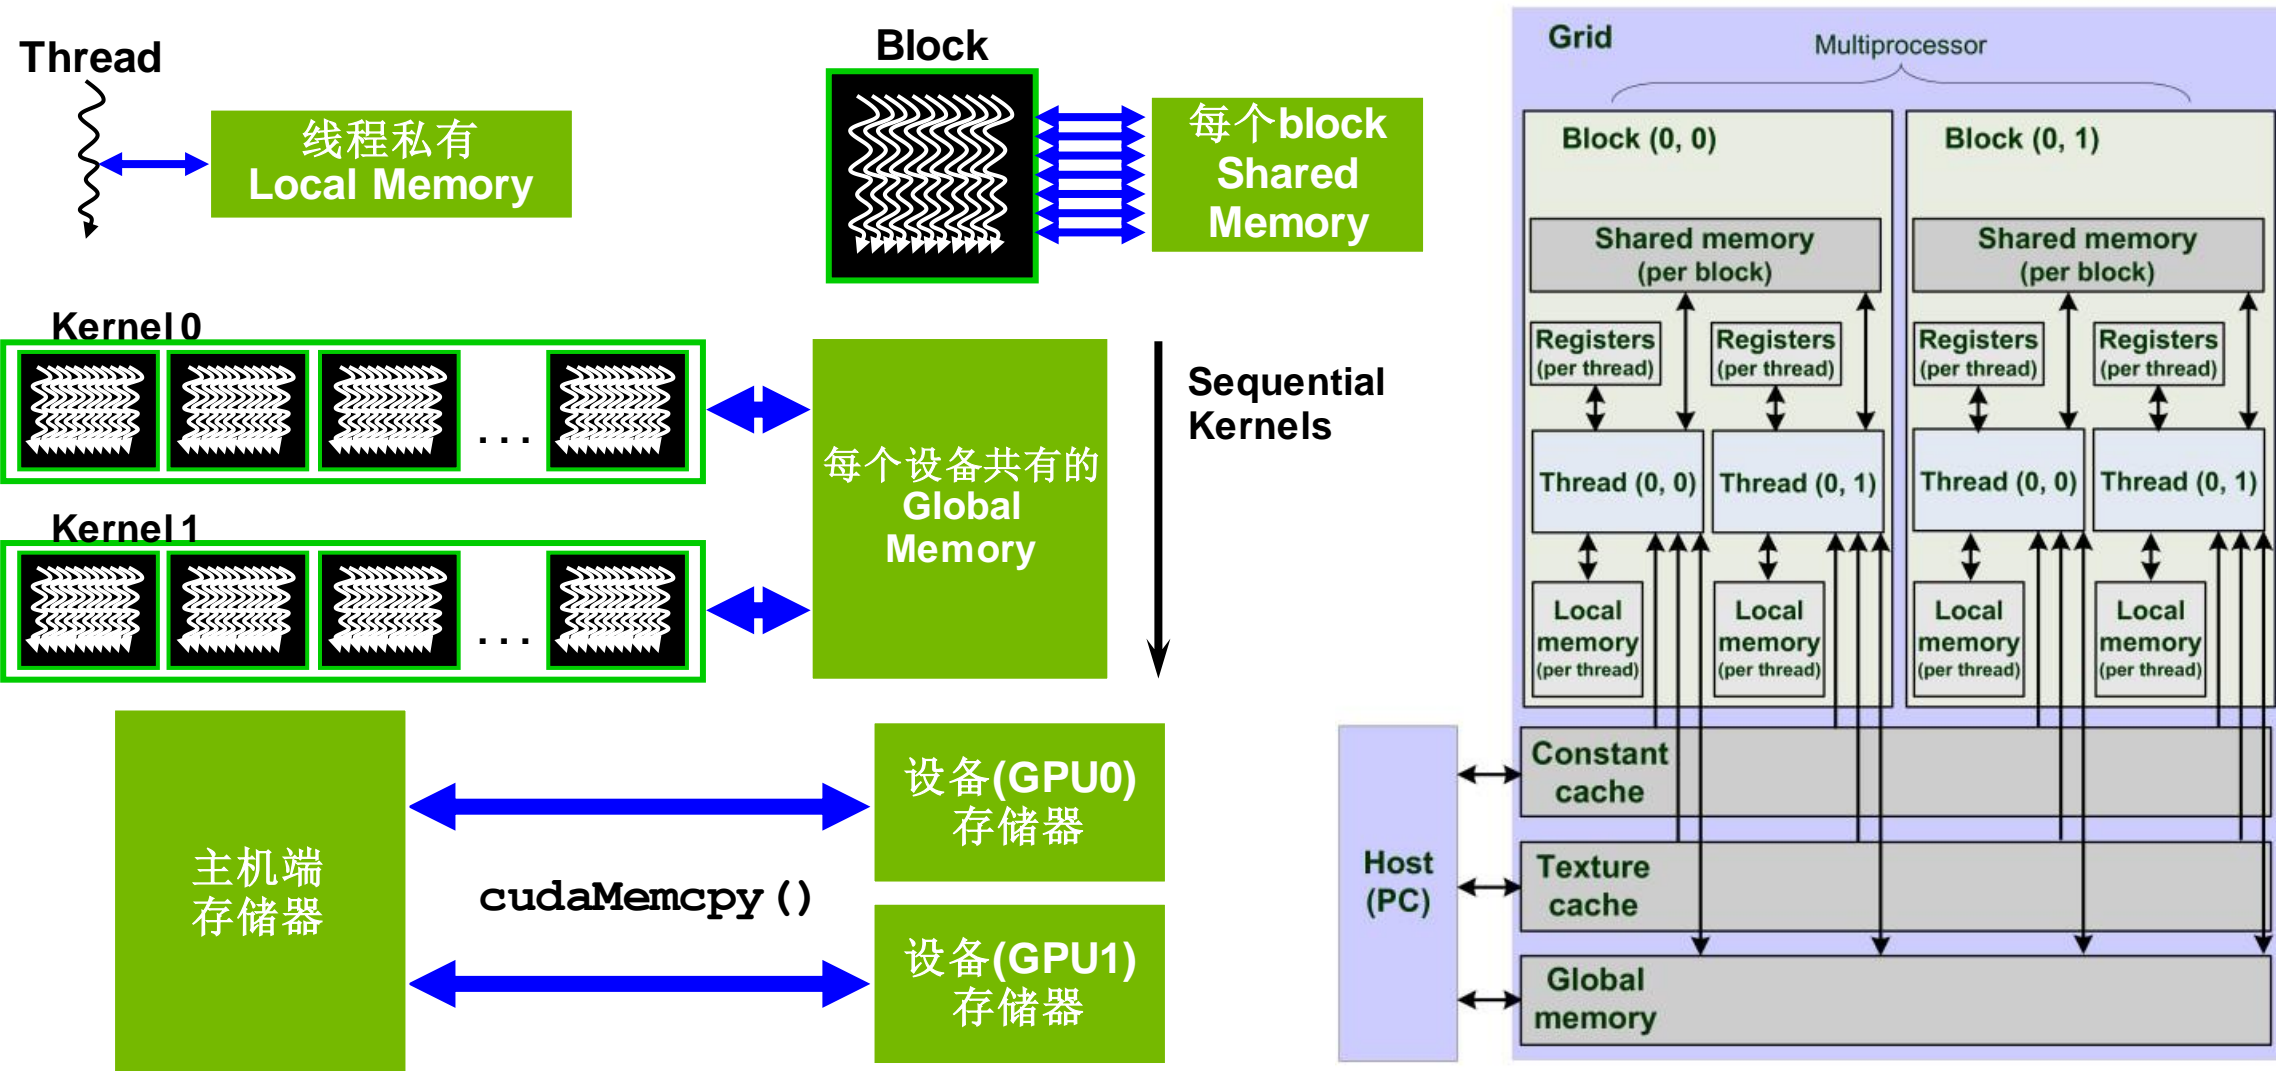 Thread
线程私有
Local Memory
Block
每个block
Shared
Memory
Kernel 0
. . .
Kernel 1
. . .
每个设备共有的
Global
Memory
Sequential
Kernels
主机端
存储器
cudaMemcpy()
设备(GPU0)
存储器
设备(GPU1)
存储器
Grid
Multiprocessor
Block (0, 0)
Shared memory
(per block)
Registers
(per thread)
Registers
(per thread)
Thread (0, 0)
Thread (0, 1)
Local
memory
(per thread)
Local
memory
(per thread)
Block (0, 1)
Shared memory
(per block)
Registers
(per thread)
Registers
(per thread)
Thread (0, 0)
Thread (0, 1)
Local
memory
(per thread)
Local
memory
(per thread)
Host
(PC)
Constant
cache
Texture
cache
Global
memory